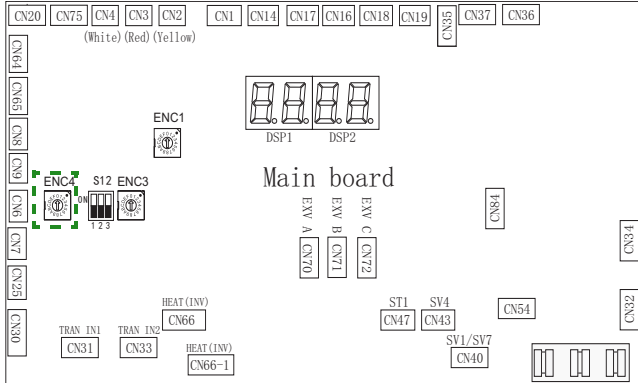 CN20 CN75 CN4 CN3 CN2 CN1 CN14 CN17 CN16 CN18 CN19 CN35 CN37 CN36
(White) (Red) (Yellow)
CN64
CN65
CN8
CN9
CN6
CN7
CN25
CN30
ENC1
DSP1 DSP2
Main board
ENC4 S12 ENC3
ON
1 2 3
EXV A EXV B EXV C
CN70 CN71 CN72
CN84
CN34
CN32
HEAT(INV)
CN66
TRAN IN1 TRAN IN2
CN31 CN33
HEAT(INV)
CN66-1
ST1 SV4
CN47 CN43
CN54
SV1/SV7
CN40